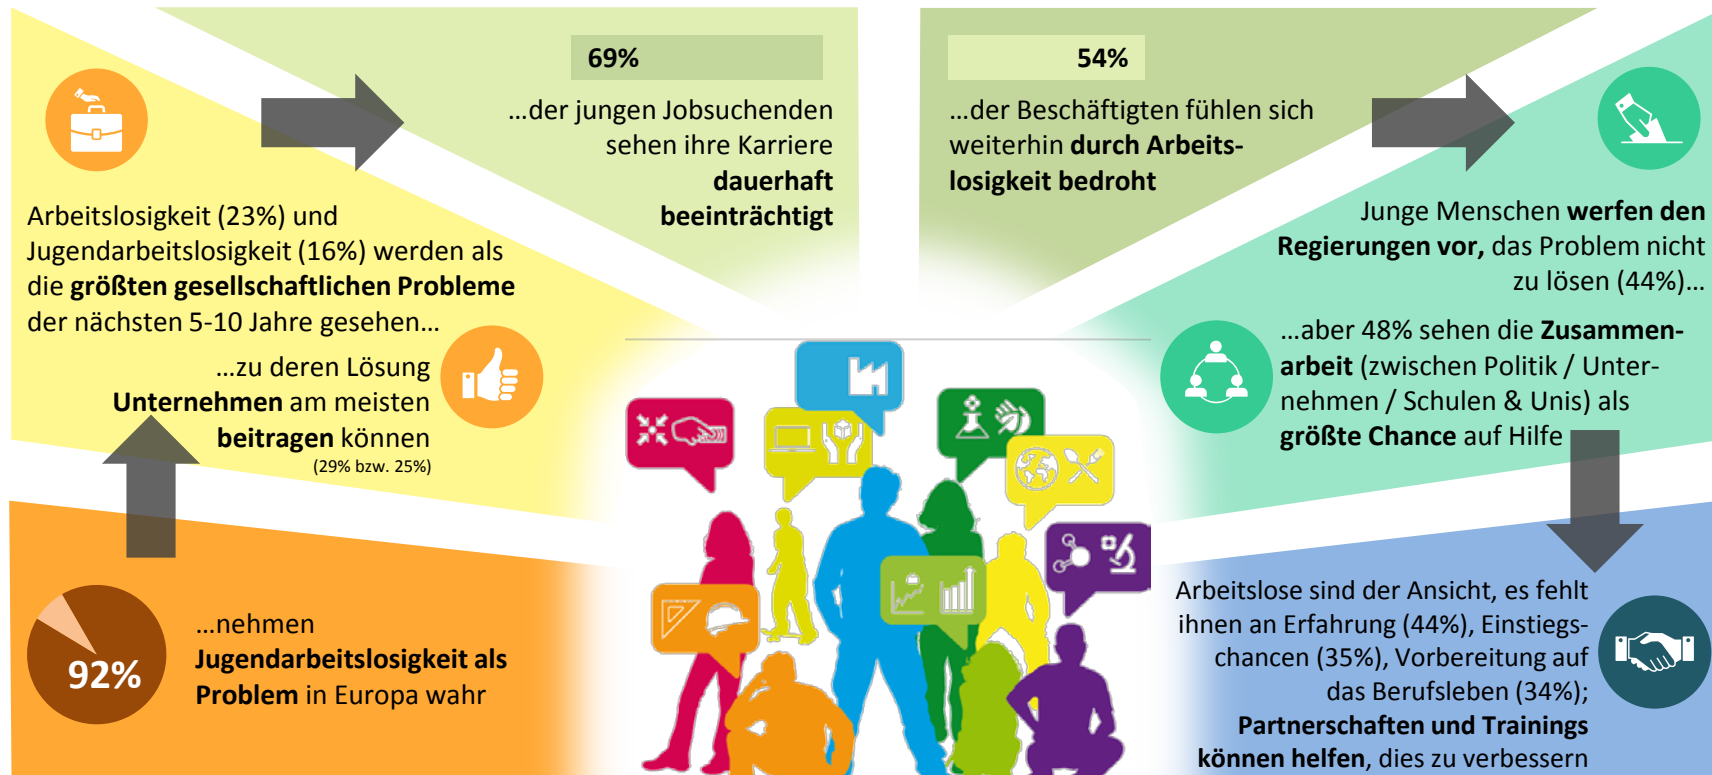 92%
...nehmen
Jugendarbeitslosigkeit als
Problem in Europa wahr
Arbeitslosigkeit (23%) und
Jugendarbeitslosigkeit (16%) werden als
die größten gesellschaftlichen Probleme
der nächsten 5-10 Jahre gesehen...
...zu deren Lösung
Unternehmen am meisten
beitragen können
(29% bzw. 25%)
69%
...der jungen Jobsuchenden
sehen ihre Karriere
dauerhaft
beeinträchtigt
54%
...der Beschäftigten fühlen sich
weiterhin durch Arbeits-
losigkeit bedroht
Junge Menschen werfen den
Regierungen vor, das Problem nicht
zu lösen (44%)...
...aber 48% sehen die Zusammen-
arbeit (zwischen Politik / Unter-
nehmen / Schulen & Unis) als
größte Chance auf Hilfe
Arbeitslose sind der Ansicht, es fehlt
ihnen an Erfahrung (44%), Einstiegs-
chancen (35%), Vorbereitung auf
das Berufsleben (34%);
Partnerschaften und Trainings
können helfen, dies zu verbessern